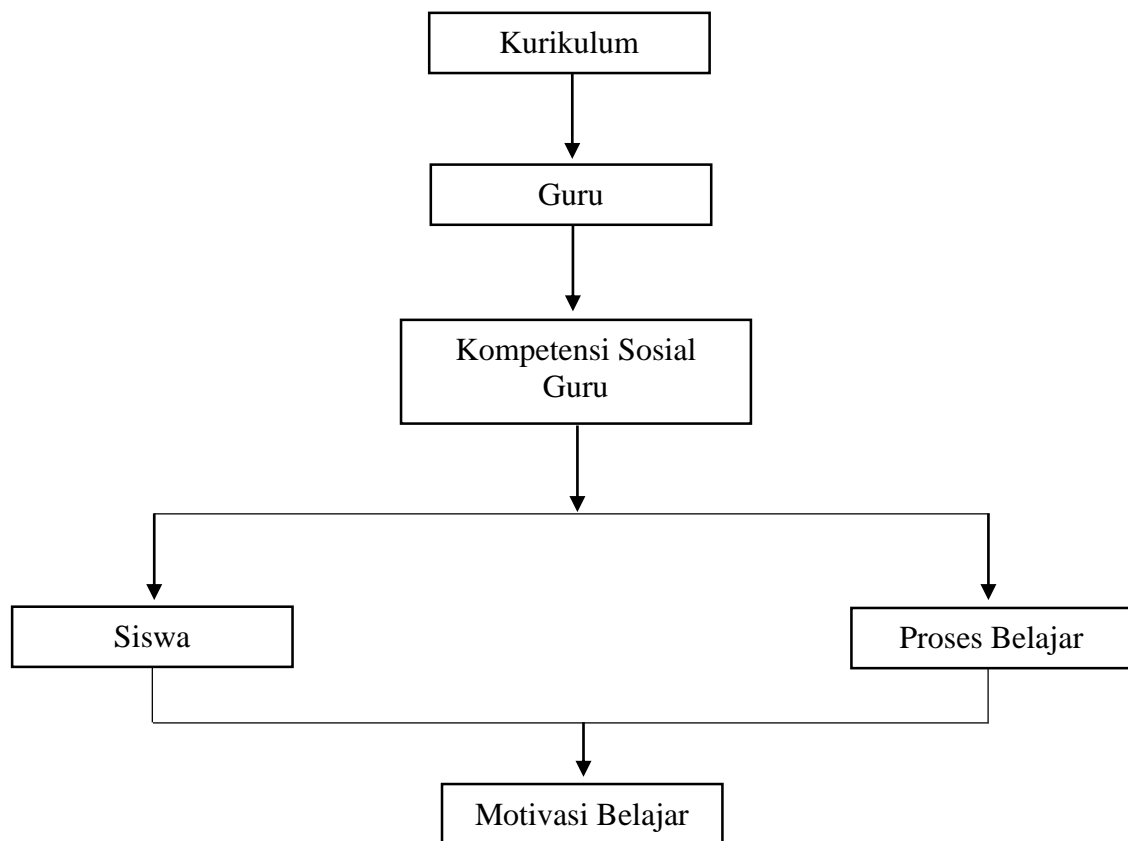 Kurikulum
Guru
Kompetensi Sosial
Guru
Siswa
Proses Belajar
Motivasi Belajar